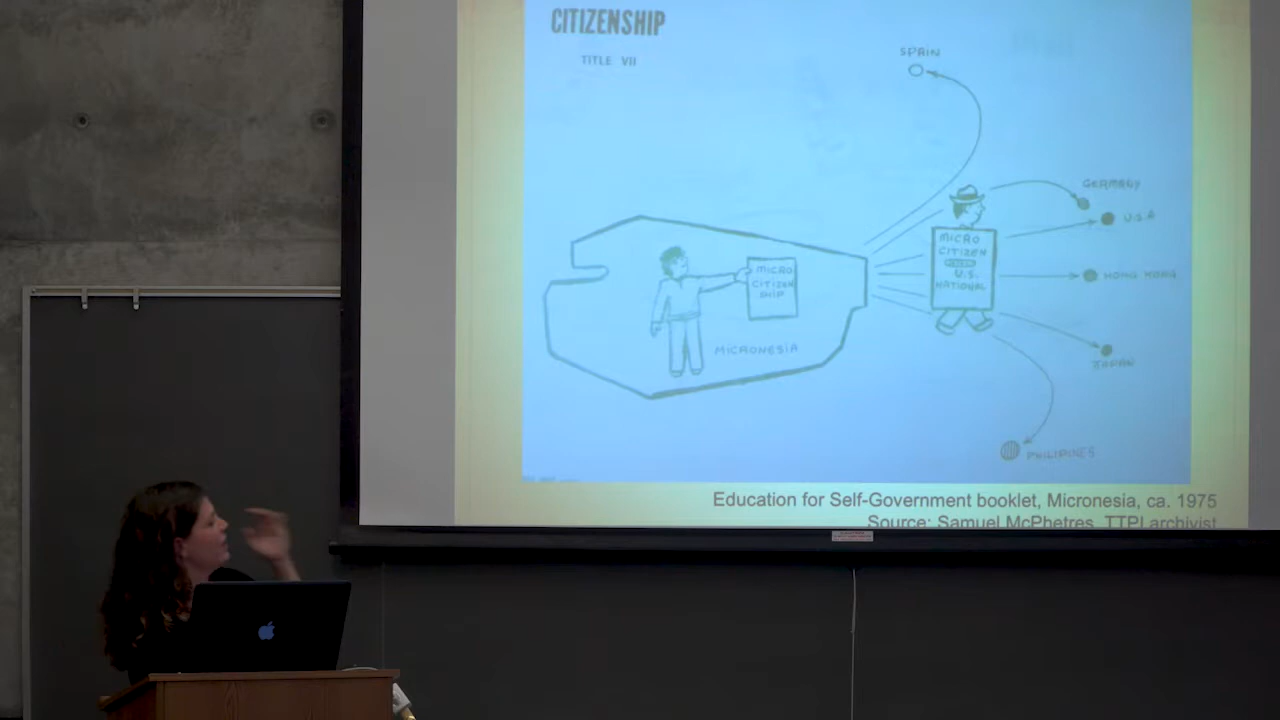 CITIZENSHIP
TITLE VII
SPAIN
GERMANY
U.S.A
MICRO
CITIZEN
U.S.
NATIONAL
HONG KONG
MICRO
CITIZEN
SHIP
MICRONESIA
JAPAN
PHILIPPINES
Education for Self-Government booklet, Micronesia, ca. 1975
Source: Samuel McPhetres, TTPI archivist